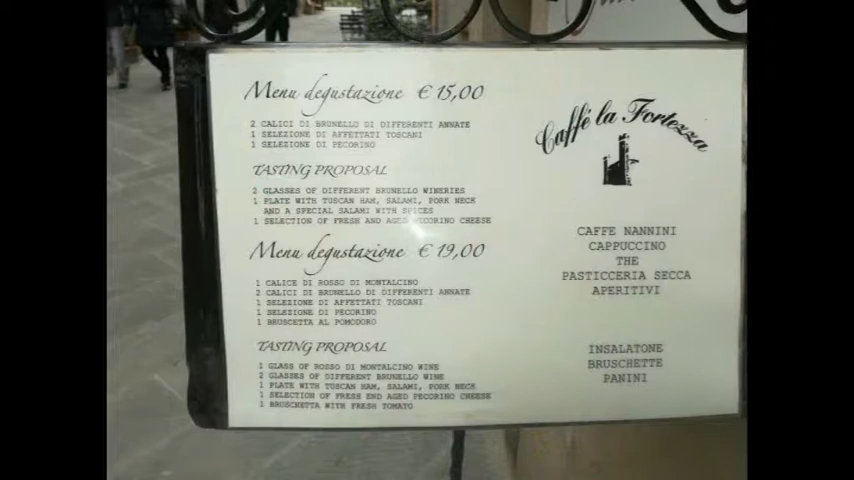 Menu degustazione € 15,00
2 CALICI DI BRUNELLO DI DIFFERENTI ANNATE
1 SELEZIONE DI AFFETTATI TOSCANI
1 SELEZIONE DI PECORINO
TASTING PROPOSAL
2 GLASSES OF DIFFERENT BRUNELLO WINERIES
1 PLATE WITH TUSCAN HAM, SALAMI, PORK NECK
AND A SPECIAL SALAMI WITH SPICES
1 SELECTION OF FRESH AND AGED PECORINO CHEESE
Menu degustazione € 19,00
1 CALICE DI ROSSO DI MONTALCINO
2 CALICI DI BRUNELLO DI DIFFERENTI ANNATE
1 SELEZIONE DI AFFETATI TOSCANI
1 SELEZIONE DI PECORINO
1 BRUSCETTA AL POMODORO
TASTING PROPOSAL
1 GLASS OF ROSSO DI MONTALCINO WINE
2 GLASSES OF DIFFERENT BRUNELLO WINE
1 PLATE WITH TUSCAN HAM, SALAMI, PORK NECK
1 SELECTION OF FRESH END AGED PECORINO CHEESE
1 BRUSCHETTA WITH FRESH TOMATO
Caffé la Fortezza
CAFFE NANNINI
CAPPUCCINO
THE
PASTICCERIA SECCA
APERITIVI
INSALATONE
BRUSCHETTE
PANINI